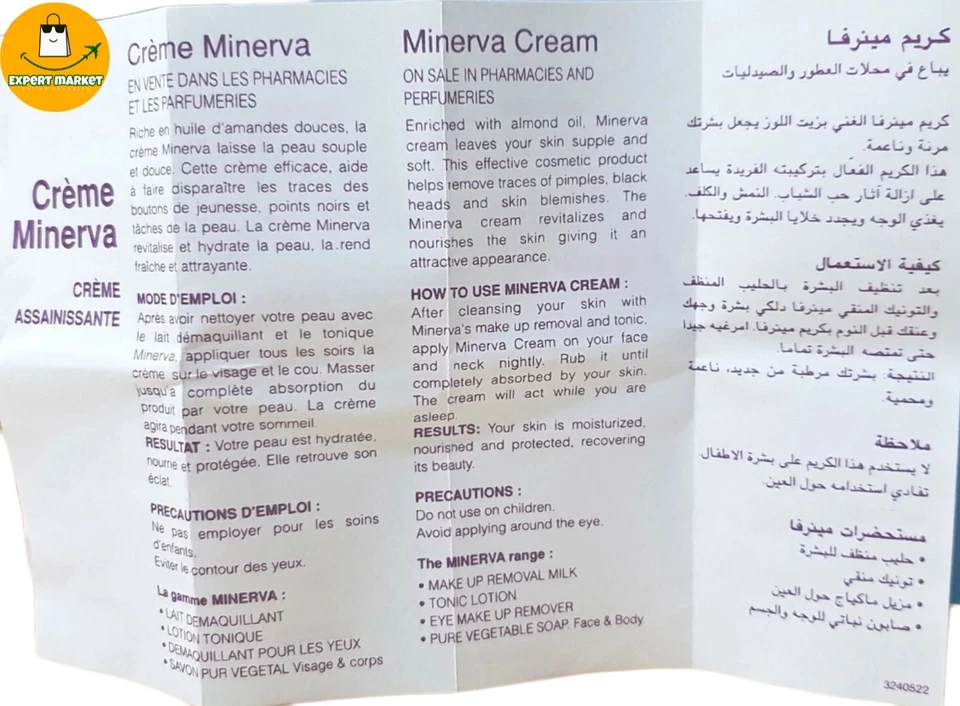 EXPERT MARKET
Crème
Minerva
CRÈME
ASSAINISSANTE
Crème Minerva
EN VENTE DANS LES PHARMACIES
ET LES PARFUMERIES
Riche en huile d'amandes douces, la
crème Minerva laisse la peau souple
et douce. Cette crème efficace, aide
à faire disparaître les traces des
boutons de jeunesse, points noirs et
tâches de la peau. La crème Minerva
revitalise et hydrate la peau, la rend
fraîche et attrayante.
MODE D'EMPLOI :
Après avoir nettoyer votre peau avec
le lait démaquillant et le tonique
Minerva, appliquer tous les soirs la
crème sur le visage et le cou. Masser
jusqu'a complète absorption du
produit par votre peau. La crème
agira pendant votre sommeil.
RESULTAT : Votre peau est hydratée,
nourrie et protégée. Elle retrouve son
éclat.
PRECAUTIONS D'EMPLOI :
Ne pas employer pour les soins
d'enfants.
Eviter le contour des yeux.
La gamme MINERVA :
• LAIT DEMAQUILLANT
• LOTION TONIQUE
• DEMAQUILLANT POUR LES YEUX
• SAVON PUR VEGETAL Visage & corps
Minerva Cream
ON SALE IN PHARMACIES AND
PERFUMERIES
Enriched with almond oil, Minerva
cream leaves your skin supple and
soft. This effective cosmetic product
helps remove traces of pimples, black
heads and skin blemishes. The
Minerva cream revitalizes and
nourishes the skin giving it an
attractive appearance.
HOW TO USE MINERVA CREAM :
After cleansing your skin with
Minerva's make up removal and tonic,
apply Minerva Cream on your face
and neck nightly. Rub it until
completely absorbed by your skin.
The cream will act while you are
asleep.
RESULTS: Your skin is moisturized,
nourished and protected, recovering
its beauty.
PRECAUTIONS :
Do not use on children.
Avoid applying around the eye.
The MINERVA range :
• MAKE UP REMOVAL MILK
• TONIC LOTION
• EYE MAKE UP REMOVER
• PURE VEGETABLE SOAP. Face & Body
كريم مينرفا
يباع في محلات العطور والصيدليات
كريم مينرفا الغني بزيت اللوز يجعل بشرتك
مرنة وناعمة.
هذا الكريم الفعّال بتركيبته الفريدة يساعد
على ازالة آثار حب الشباب. النمش والكلف.
يغذي الوجه ويجدد خلايا البشرة ويفتحها.
كيفية الاستعمال
بعد تنظيف البشرة بالحليب المنظف
والتونيك المنقي مينرفا دلكي بشرة وجهك
وعنقك قبل النوم بكريم مينرفا. امرغيه جيدا
حتى تمتصه البشرة تماما.
النتيجة: بشرتك مرطبة من جديد، ناعمة
ومحمية.
ملاحظة
لا يستخدم هذا الكريم على بشرة الاطفال.
تفادي استخدامه حول العين.
مستحضرات مينرفا
• حليب منظف للبشرة
• تونيك منقي
• مزيل ماكياج حول العين
• صابون نباتي للوجه والجسم
3240522